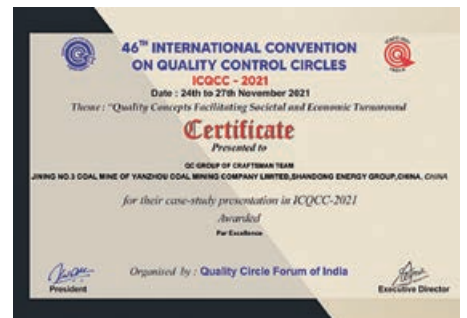 46TH INTERNATIONAL CONVENTION
ON QUALITY CONTROL CIRCLES
ICQCC - 2021
Date : 24th to 27th November 2021
Theme : "Quality Concepts Facilitating Societal and Economic Turnaround
Certificate
Presented to
QC GROUP OF CRAFTSMAN TEAM
JINING NO.3 COAL MINE OF YANZHOU COAL MINING COMPANY LIMITED,SHANDONG ENERGY GROUP,CHINA, CHINA
for their case-study presentation in ICQCC-2021
Awarded
Par Excellence
Organised by : Quality Circle Forum of India
President
Executive Director